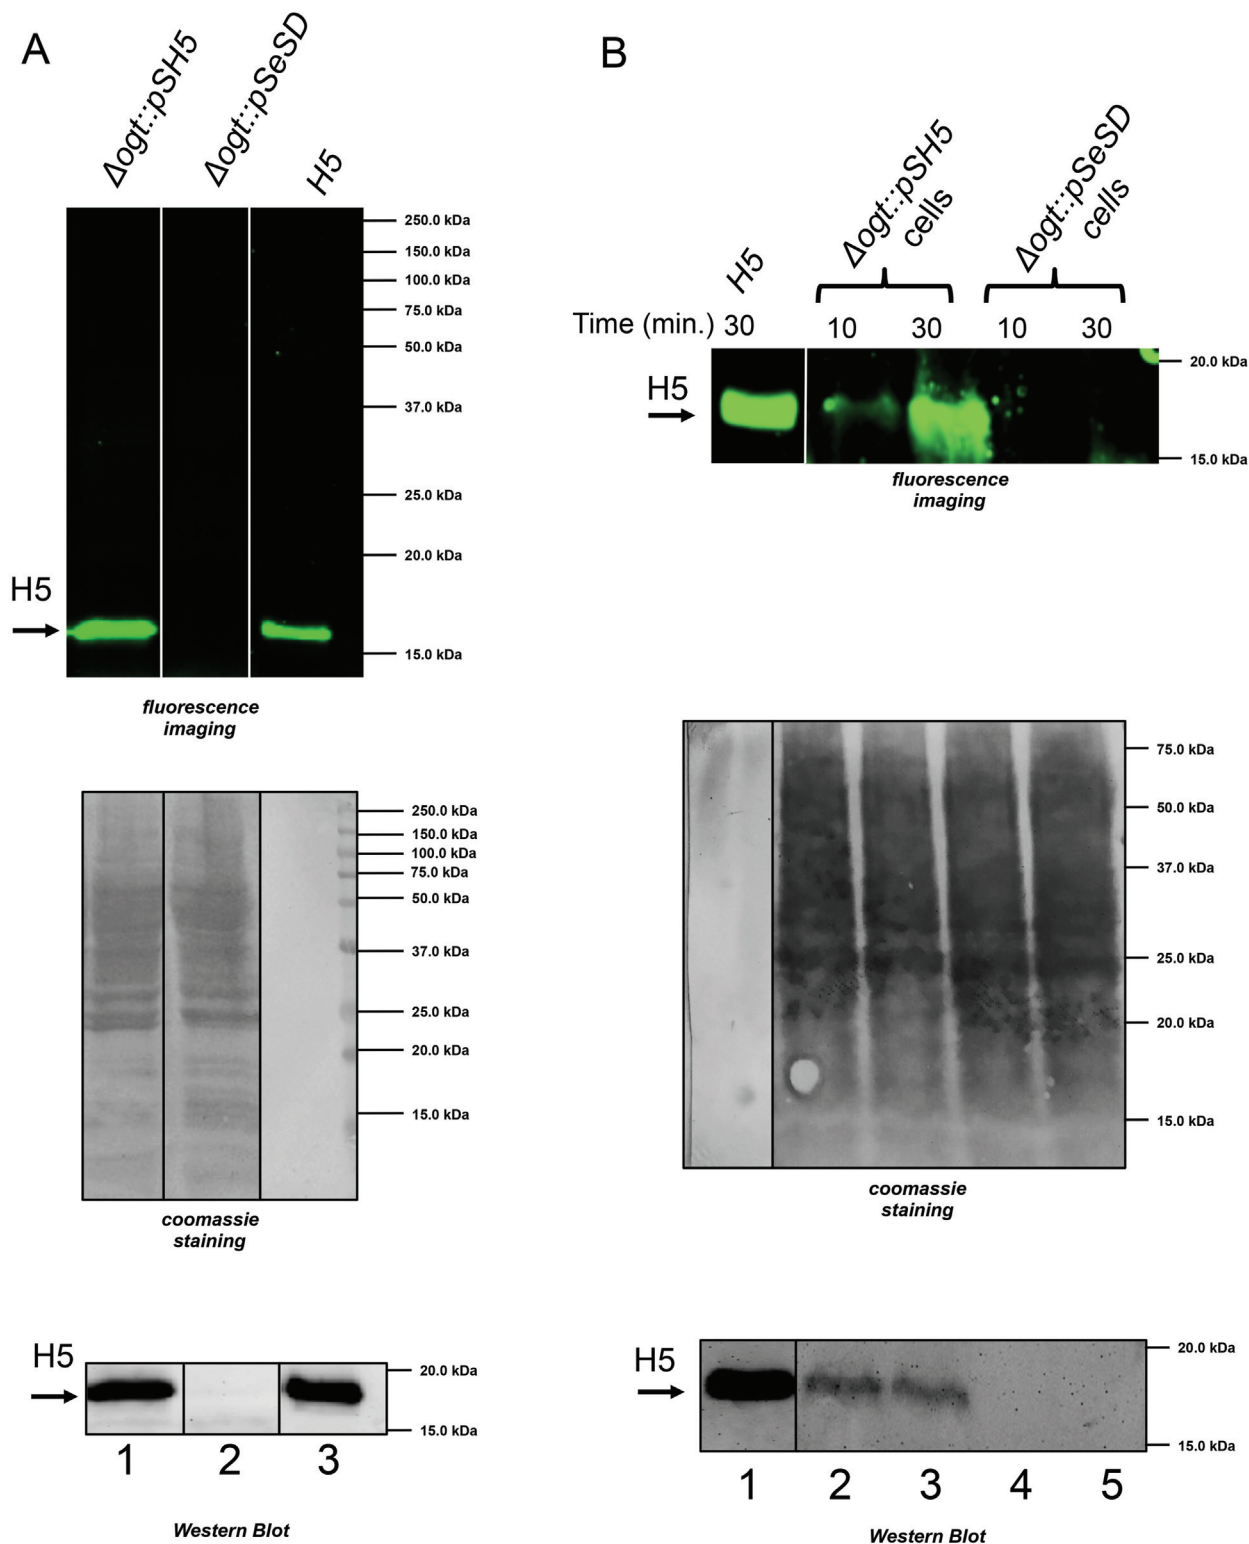 A
Δogt::pSH5
Δogt::pSeSD
H5
250.0 kDa
150.0 kDa
100.0 kDa
75.0 kDa
50.0 kDa
37.0 kDa
25.0 kDa
20.0 kDa
H5
15.0 kDa
fluorescence
imaging
250.0 kDa
150.0 kDa
100.0 kDa
75.0 kDa
50.0 kDa
37.0 kDa
25.0 kDa
20.0 kDa
15.0 kDa
coomassie
staining
H5
20.0 kDa
15.0 kDa
1 2 3
Western Blot
B
H5
Δogt::pSH5
cells
Δogt::pSeSD
cells
Time (min.) 30 10 30 10 30
20.0 kDa
H5
15.0 kDa
fluorescence
imaging
75.0 kDa
50.0 kDa
37.0 kDa
25.0 kDa
20.0 kDa
15.0 kDa
coomassie
staining
20.0 kDa
H5
15.0 kDa
1 2 3 4 5
Western Blot